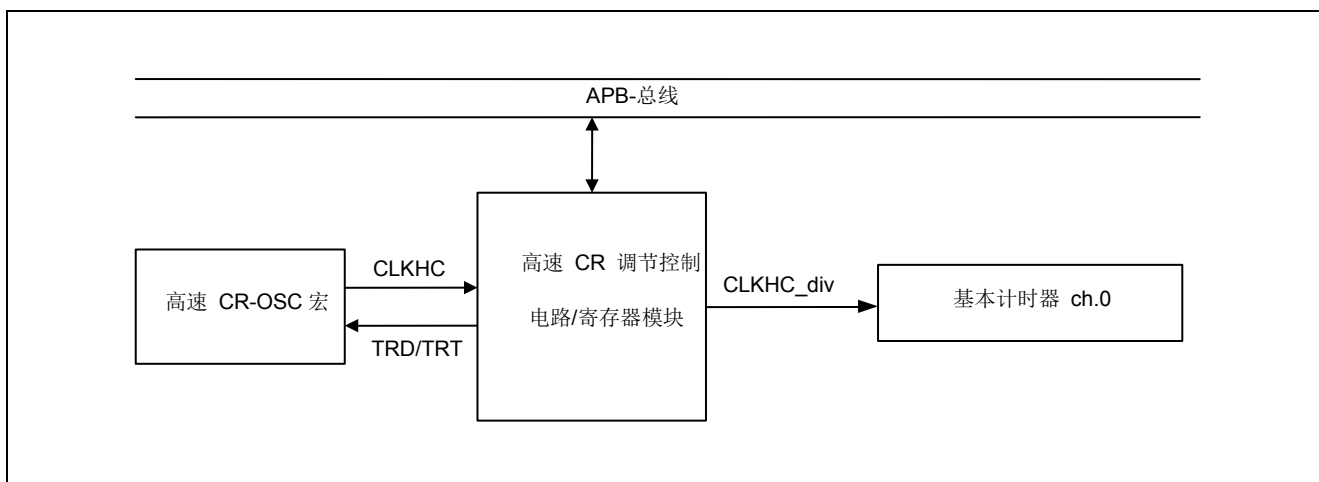 APB-总线
高速 CR-OSC 宏
CLKHC
TRD/TRT
高速 CR 调节控制
电路/寄存器模块
CLKHC_div
基本计时器 ch.0